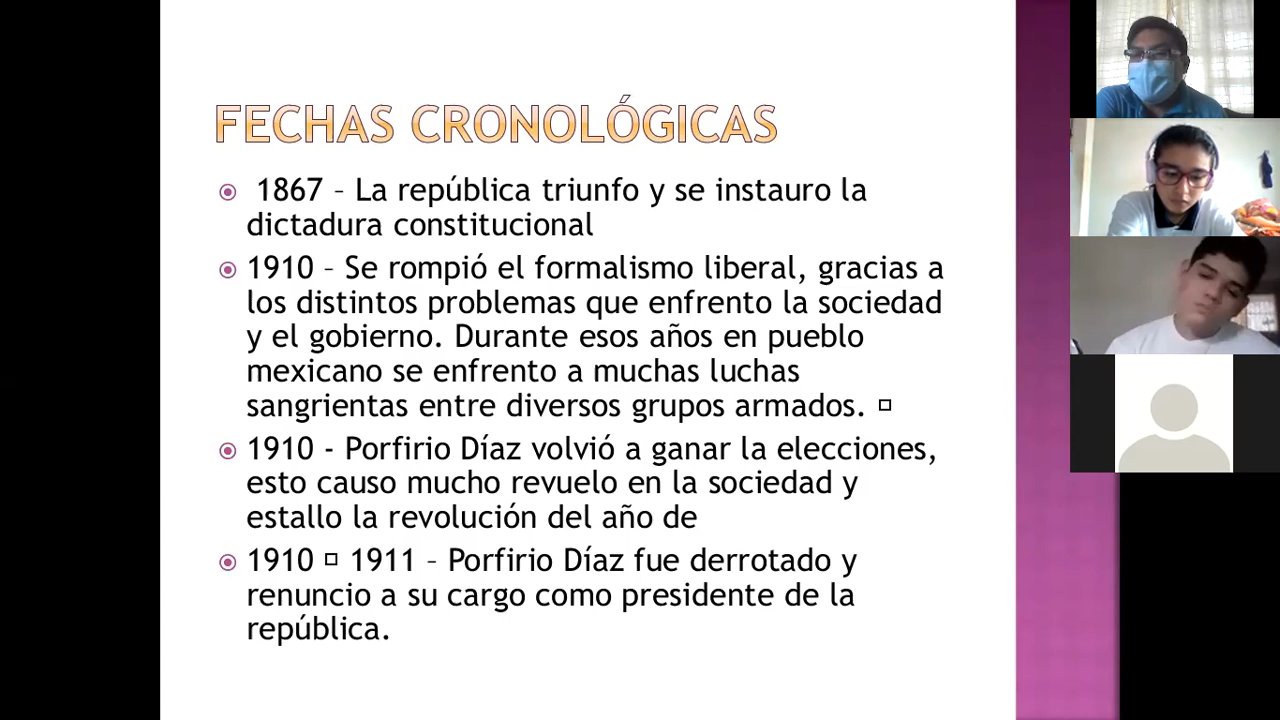 FECHAS CRONOLÓGICAS
1867 – La república triunfo y se instauro la
dictadura constitucional
1910 – Se rompió el formalismo liberal, gracias a
los distintos problemas que enfrento la sociedad
y el gobierno. Durante esos años en pueblo
mexicano se enfrento a muchas luchas
sangrientas entre diversos grupos armados. □
1910 - Porfirio Díaz volvió a ganar la elecciones,
esto causo mucho revuelo en la sociedad y
estallo la revolución del año de
1910 □ 1911 – Porfirio Díaz fue derrotado y
renuncio a su cargo como presidente de la
república.